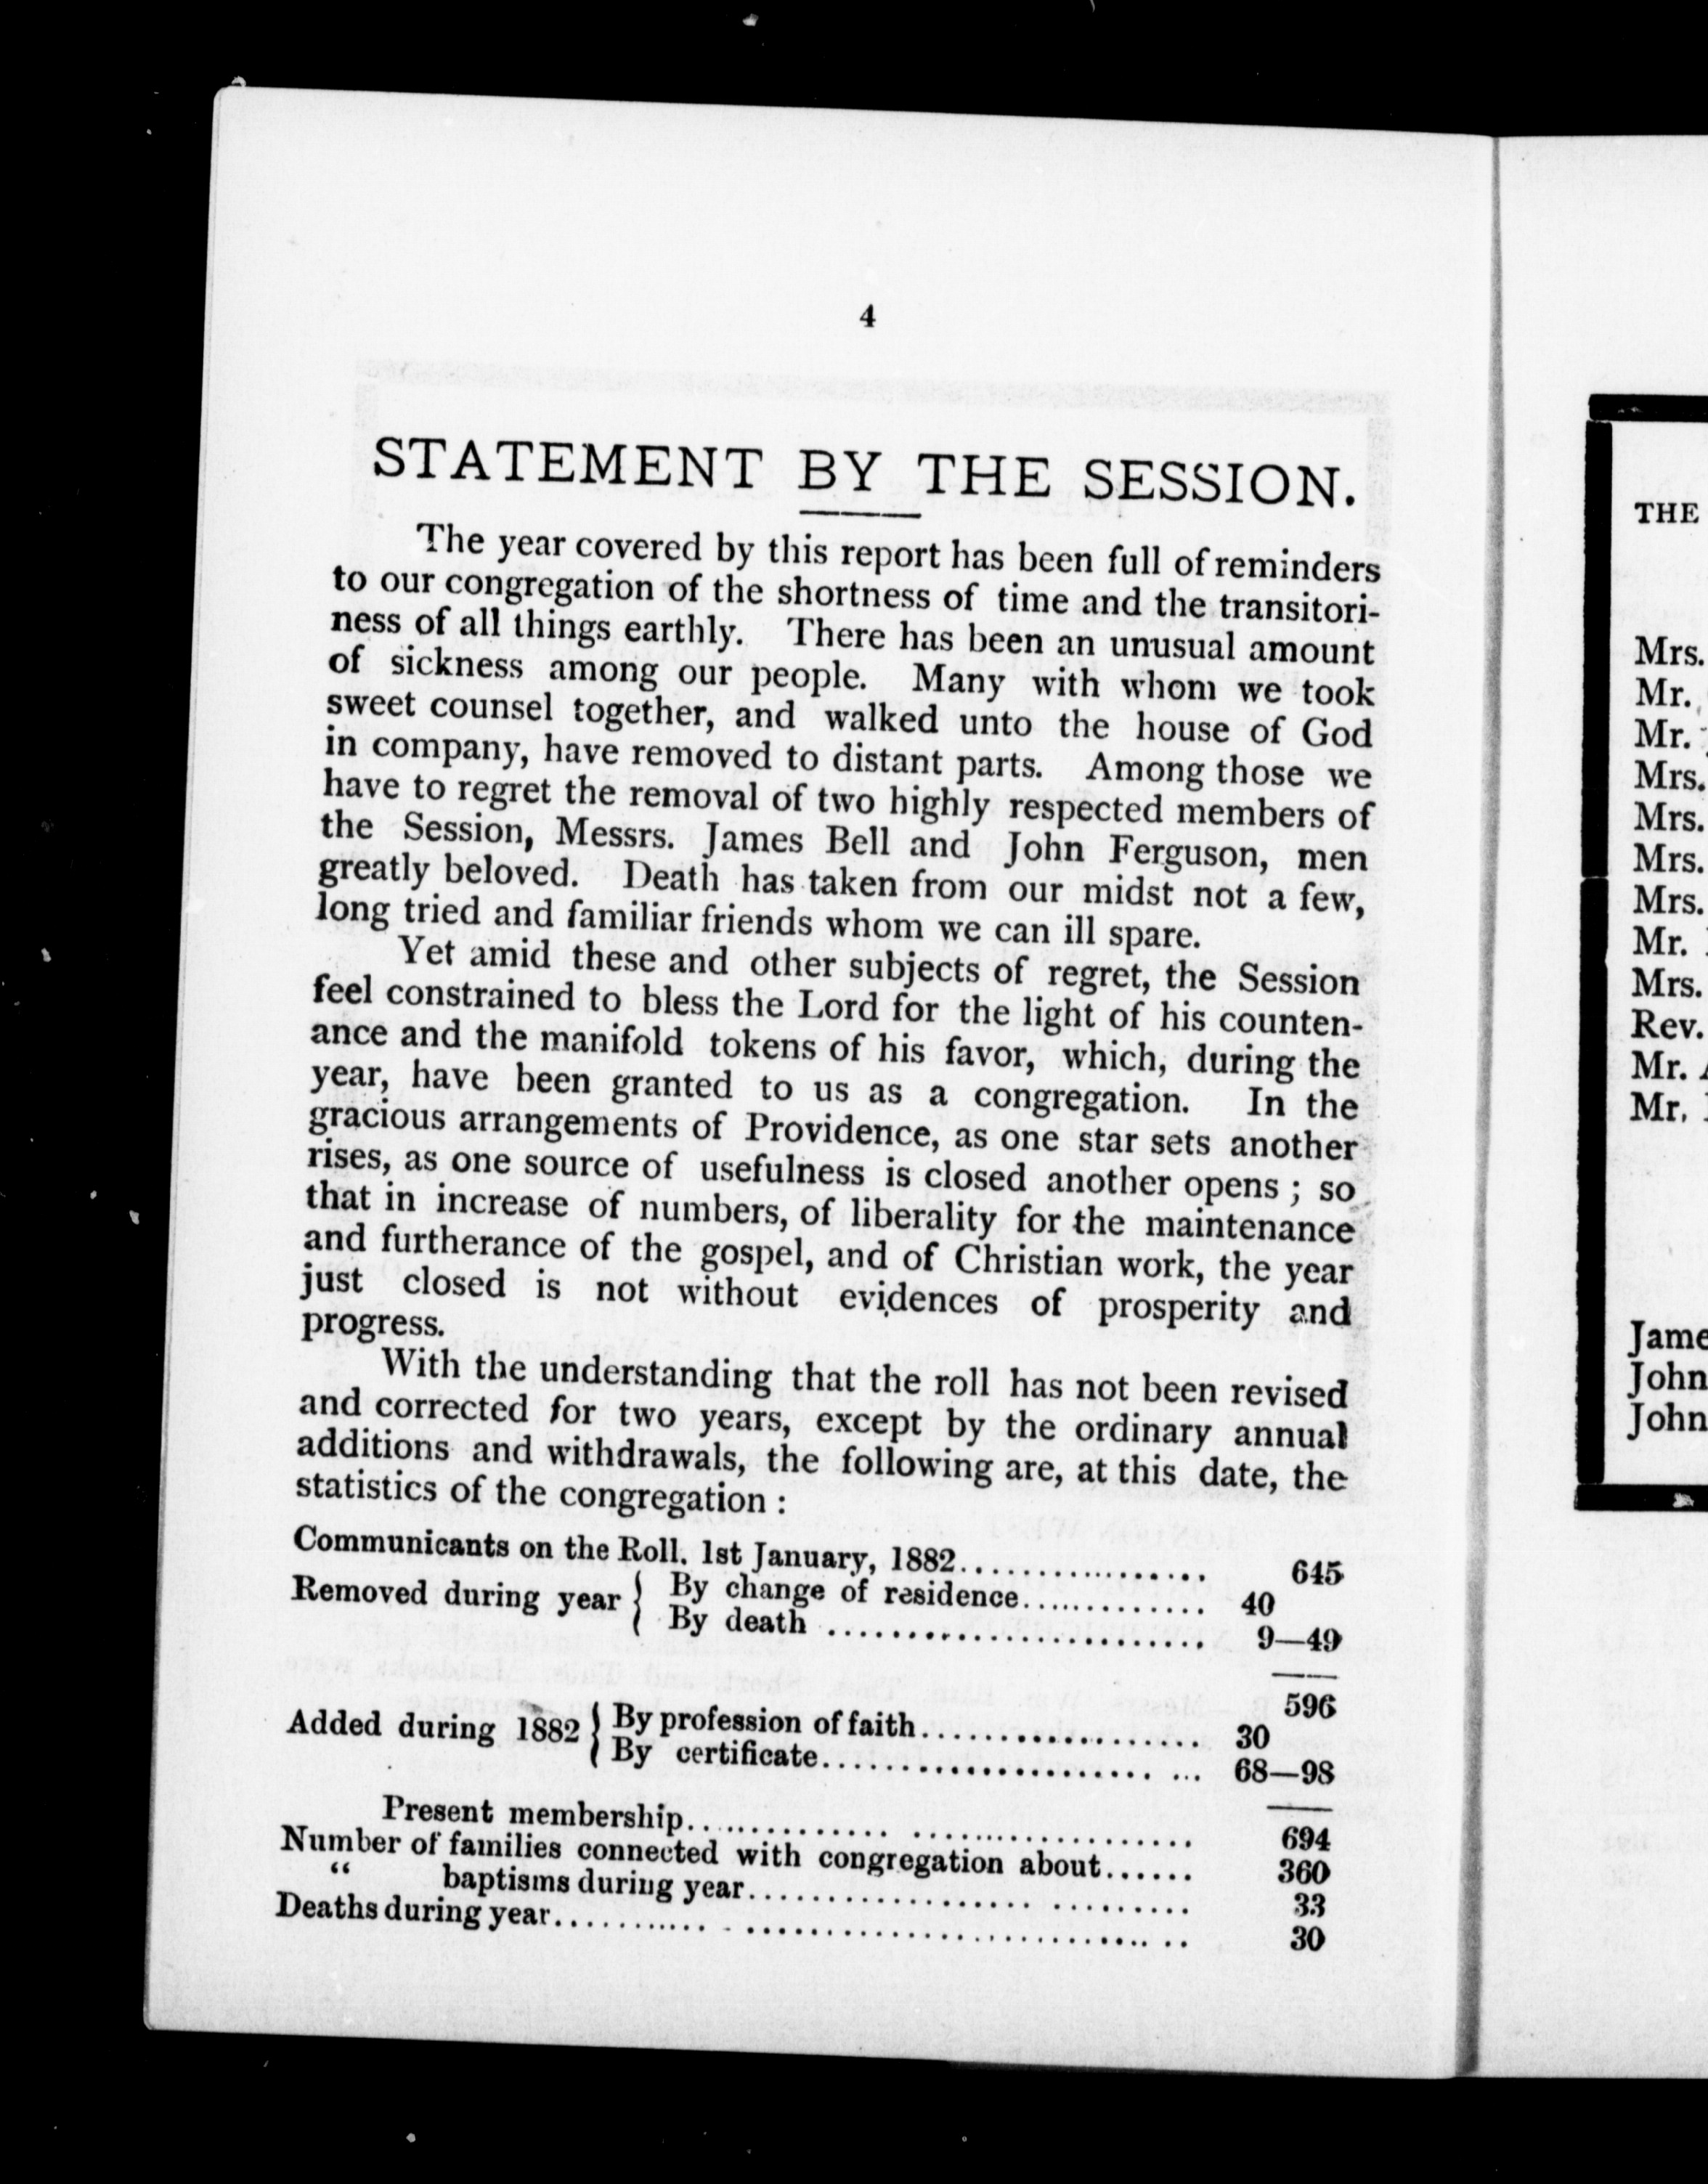 4
STATEMENT BY THE SESSION.
The year covered by this report has been full of reminders
to our congregation of the shortness of time and the transitori-
ness of all things earthly. There has been an unusual amount
of sickness among our people. Many with whom we took
sweet counsel together, and walked unto the house of God
in company, have removed to distant parts. Among those we
have to regret the removal of two highly respected members of
the Session, Messrs. James Bell and John Ferguson, men
greatly beloved. Death has taken from our midst not a few,
long tried and familiar friends whom we can ill spare.
Yet amid these and other subjects of regret, the Session
feel constrained to bless the Lord for the light of his counten-
ance and the manifold tokens of his favor, which, during the
year, have been granted to us as a congregation. In the
gracious arrangements of Providence, as one star sets another
rises, as one source of usefulness is closed another opens ; so
that in increase of numbers, of liberality for the maintenance
and furtherance of the gospel, and of Christian work, the year
just closed is not without evidences of prosperity and
progress.
With the understanding that the roll has not been revised
and corrected for two years, except by the ordinary annual
additions and withdrawals, the following are, at this date, the
statistics of the congregation :
Communicants on the Roll. 1st January, 1882.................. 645
Removed during year { By change of residence.............. 40
By death ......................... 9—49
596
Added during 1882 { By profession of faith................... 30
By certificate...................... ... 68—98
Present membership.............. ................... 694
Number of families connected with congregation about...... 360
“ baptisms during year................... ......... 33
Deaths during year........... . .......................... .. 30
THE
Mrs.
Mr.
Mr.
Mrs.
Mrs.
Mrs.
Mrs.
Mr.
Mrs.
Rev.
Mr.
Mr.
Jame
John
John